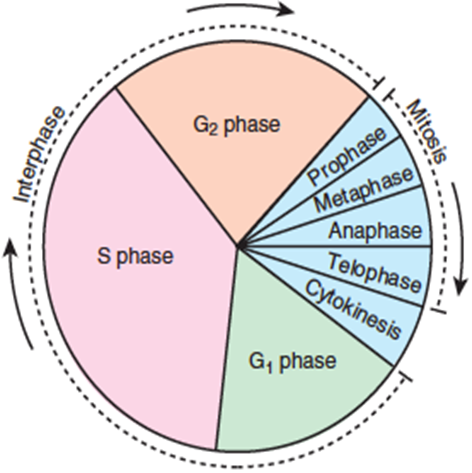 Interphase
G2 phase
Mitosis
Prophase
Metaphase
Anaphase
Telophase
Cytokinesis
S phase
G1 phase